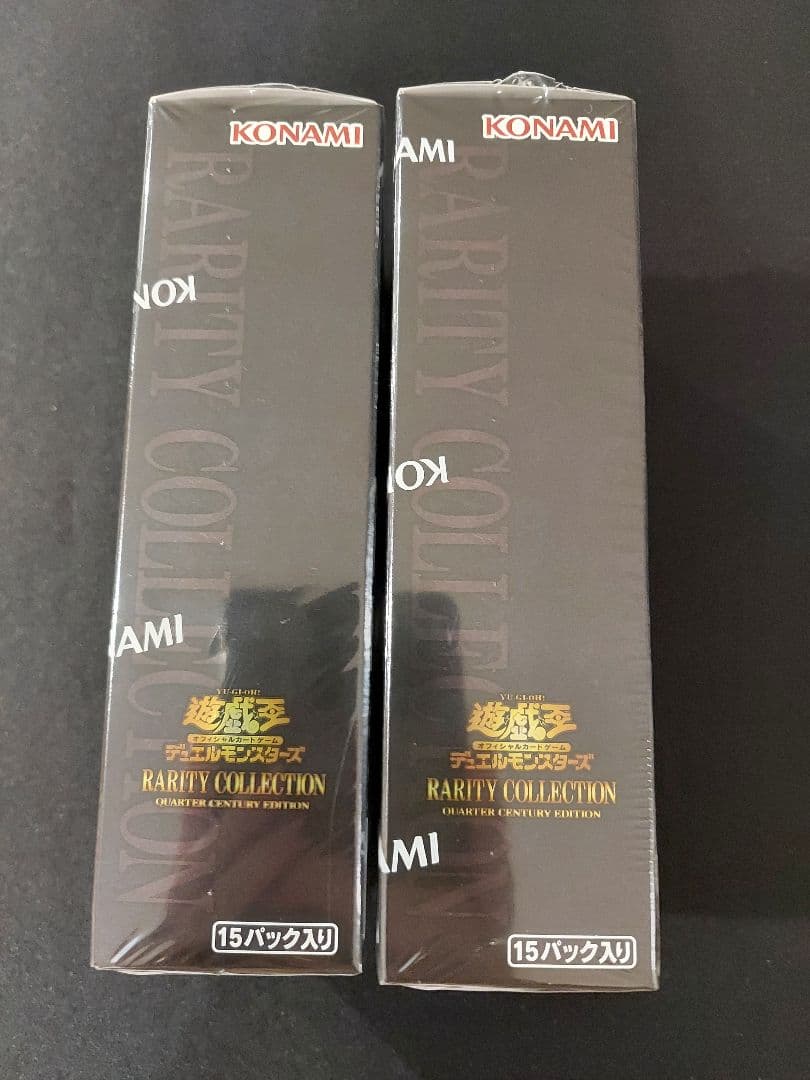 KONAMI
RARITY COLLECTION
KON
AMI
YU-GI-OH!
遊戯王
オフィシャルカードゲーム
デュエルモンスターズ
RARITY COLLECTION
QUARTER CENTURY EDITION
15パック入り
KONAMI
AMI
RARITY COLLECTION
KON
YU-GI-OH!
遊戯王
オフィシャルカードゲーム
デュエルモンスターズ
RARITY COLLECTION
QUARTER CENTURY EDITION
AMI
15パック入り